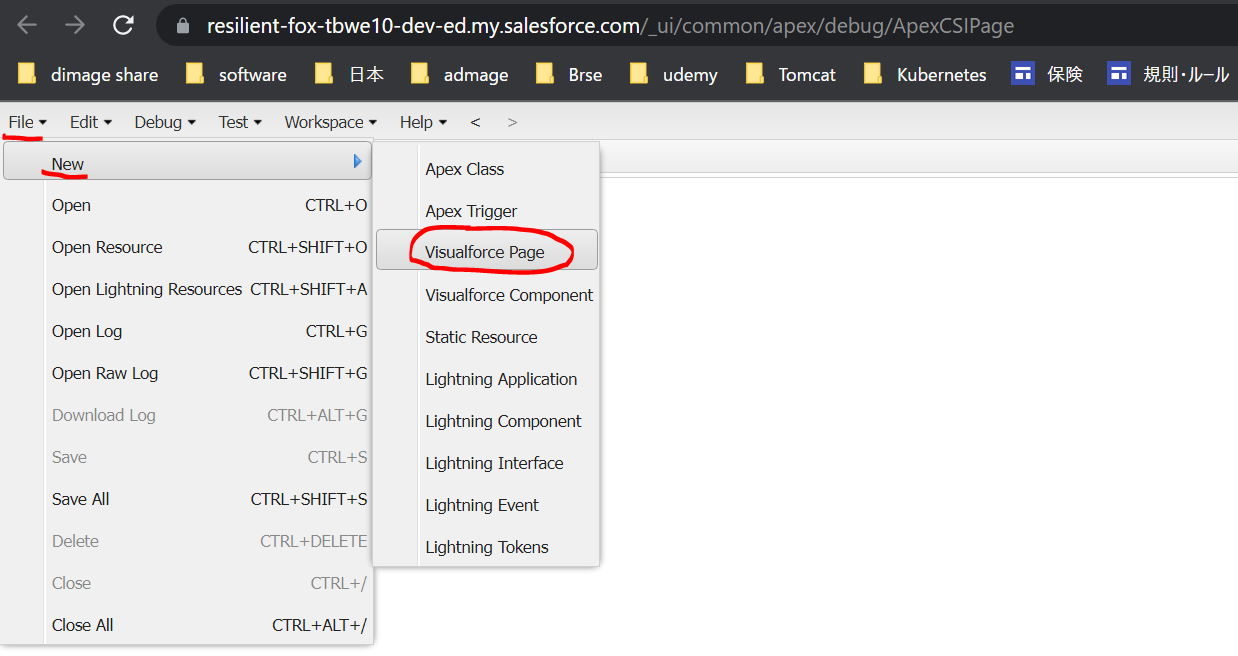 resilient-fox-tbwe10-dev-ed.my.salesforce.com/_ui/common/apex/debug/ApexCSIPage
dimage share software 日本 admage Brse udemy Tomcat Kubernetes 保険 規則・ルール
File Edit Debug Test Workspace Help < >
New
Open CTRL+O
Open Resource CTRL+SHIFT+O
Open Lightning Resources CTRL+SHIFT+A
Open Log CTRL+G
Open Raw Log CTRL+SHIFT+G
Download Log CTRL+ALT+G
Save CTRL+S
Save All CTRL+SHIFT+S
Delete CTRL+DELETE
Close CTRL+/
Close All CTRL+ALT+/
Apex Class
Apex Trigger
Visualforce Page
Visualforce Component
Static Resource
Lightning Application
Lightning Component
Lightning Interface
Lightning Event
Lightning Tokens